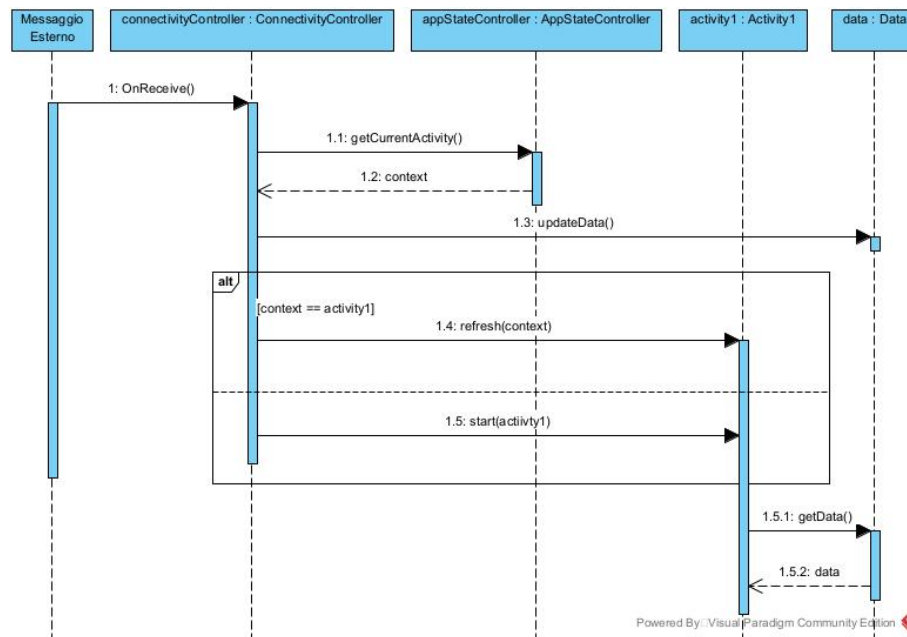 Messaggio
Esterno
connectivityController : ConnectivityController
appStateController : AppStateController
activity1 : Activity1
data : Data
1: OnReceive()
1.1: getCurrentActivity()
1.2: context
1.3: updateData()
alt
[context == activity1]
1.4: refresh(context)
1.5: start(actiivty1)
1.5.1: getData()
1.5.2: data
Powered By Visual Paradigm Community Edition